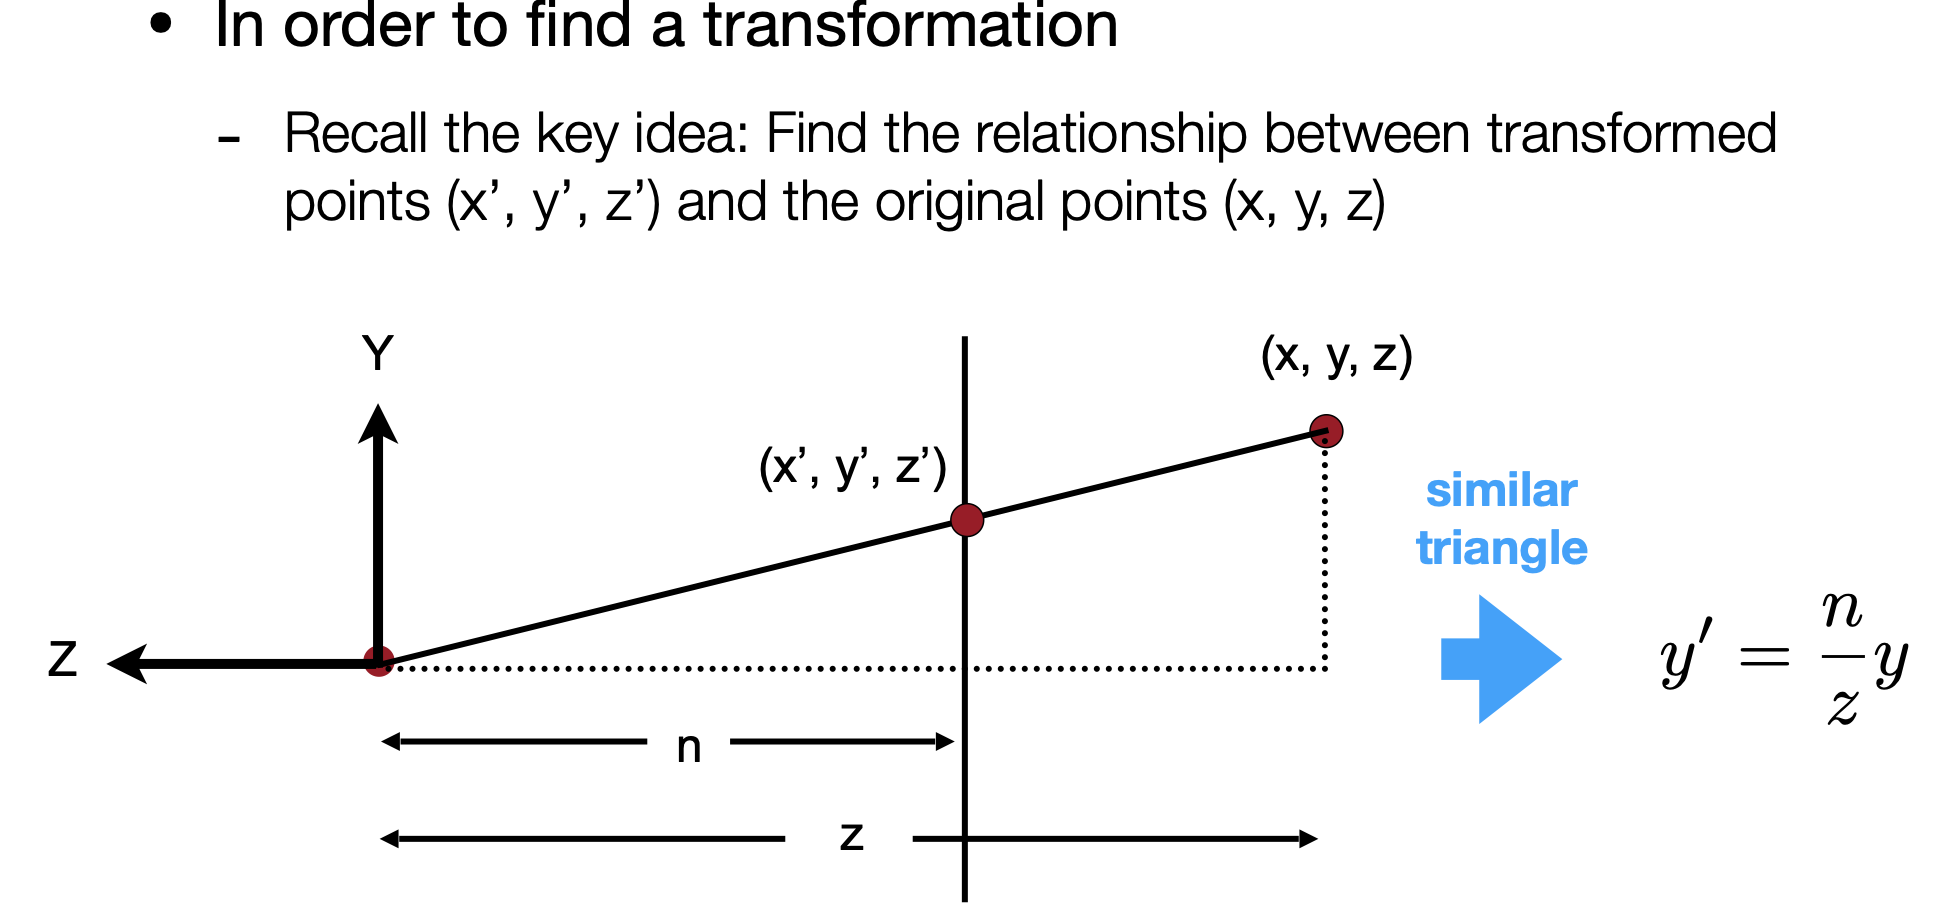 • In order to find a transformation
- Recall the key idea: Find the relationship between transformed
points (x’, y’, z’) and the original points (x, y, z)
Y
(x, y, z)
(x’, y’, z’)
similar
triangle
z
y′ = n/z y
n
z